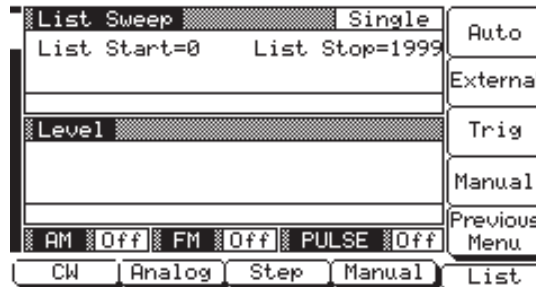 List Sweep Single
List Start=0 List Stop=1999
Level
AM Off FM Off PULSE Off
CW Analog Step Manual List
Auto
Externa
Trig
Manual
Previous
Menu